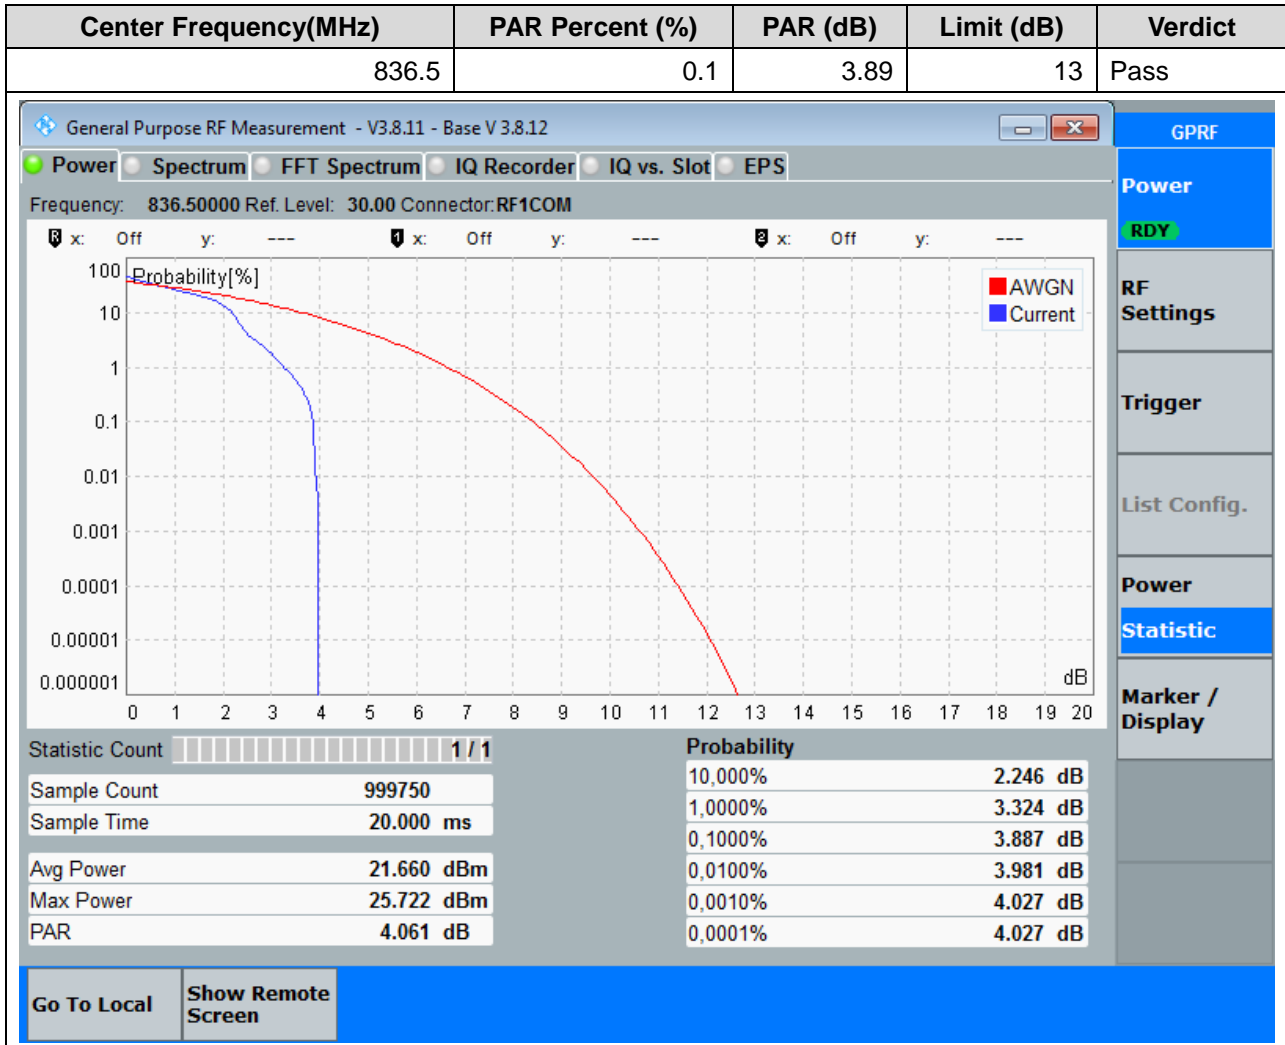 Center Frequency(MHz) PAR Percent (%) PAR (dB) Limit (dB) Verdict
836.5 0.1 3.89 13 Pass
General Purpose RF Measurement - V3.8.11 - Base V 3.8.12
GPRF
Power Spectrum FFT Spectrum IQ Recorder IQ vs. Slot EPS
Frequency: 836.50000 Ref. Level: 30.00 Connector: RF1COM
R x: Off y: --- 1 x: Off y: --- 2 x: Off y: ---
Probability[%]
100
10
1
0.1
0.01
0.001
0.0001
0.00001
0.000001
AWGN
Current
dB
0 1 2 3 4 5 6 7 8 9 10 11 12 13 14 15 16 17 18 19 20
Statistic Count 1 / 1
Sample Count 999750
Sample Time 20.000 ms
Avg Power 21.660 dBm
Max Power 25.722 dBm
PAR 4.061 dB
Probability
10,000% 2.246 dB
1,0000% 3.324 dB
0,1000% 3.887 dB
0,0100% 3.981 dB
0,0010% 4.027 dB
0,0001% 4.027 dB
Power
RDY
RF
Settings
Trigger
List Config.
Power
Statistic
Marker /
Display
Go To Local
Show Remote
Screen